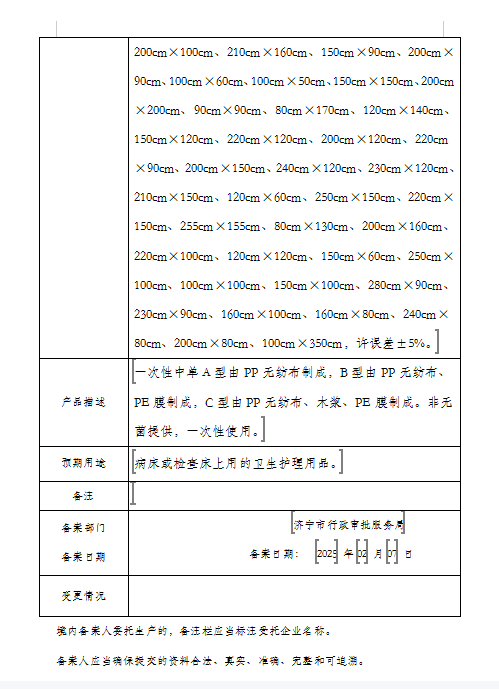 200cm×100cm、210cm×160cm、150cm×90cm、200cm×
90cm、100cm×60cm、100cm×50cm、150cm×150cm、200cm
×200cm、90cm×90cm、80cm×170cm、120cm×140cm、
150cm×120cm、220cm×120cm、200cm×120cm、220cm
×90cm、200cm×150cm、240cm×120cm、230cm×120cm、
210cm×150cm、120cm×60cm、250cm×150cm、220cm×
150cm、255cm×155cm、80cm×130cm、200cm×160cm、
220cm×100cm、120cm×120cm、150cm×60cm、250cm×
100cm、100cm×100cm、150cm×100cm、280cm×90cm、
230cm×90cm、160cm×100cm、160cm×80cm、240cm×
80cm、200cm×80cm、100cm×350cm，许误差±5%。
产品描述
一次性中单A型由PP无纺布制成，B型由PP无纺布、
PE膜制成，C型由PP无纺布、木浆、PE膜制成。非无
菌提供，一次性使用。
预期用途
病床或检查床上用的卫生护理用品。
备注
备案部门
济宁市行政审批服务局
备案日期
备案日期： 2025 年 02 月 07 日
变更情况
境内备案人委托生产的，备注栏应当标注受托企业名称。
备案人应当确保提交的资料合法、真实、准确、完整和可追溯。